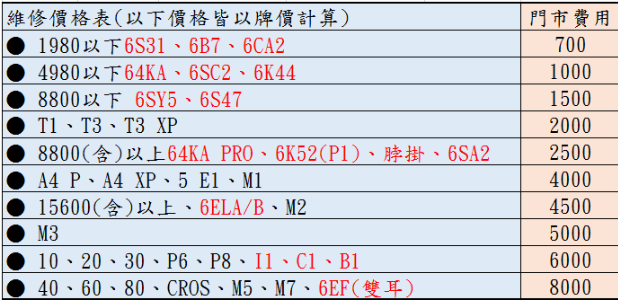 維修價格表(以下價格皆以牌價計算) 門市費用
● 1980以下6S31、6B7、6CA2 700
● 4980以下64KA、6SC2、6K44 1000
● 8800以下 6SY5、6S47 1500
● T1、T3、T3 XP 2000
● 8800(含)以上64KA PRO、6K52(P1)、脖掛、6SA2 2500
● A4 P、A4 XP、5 E1、M1 4000
● 15600(含)以上、6ELA/B、M2 4500
● M3 5000
● 10、20、30、P6、P8、I1、C1、B1 6000
● 40、60、80、CROS、M5、M7、6EF(雙耳) 8000